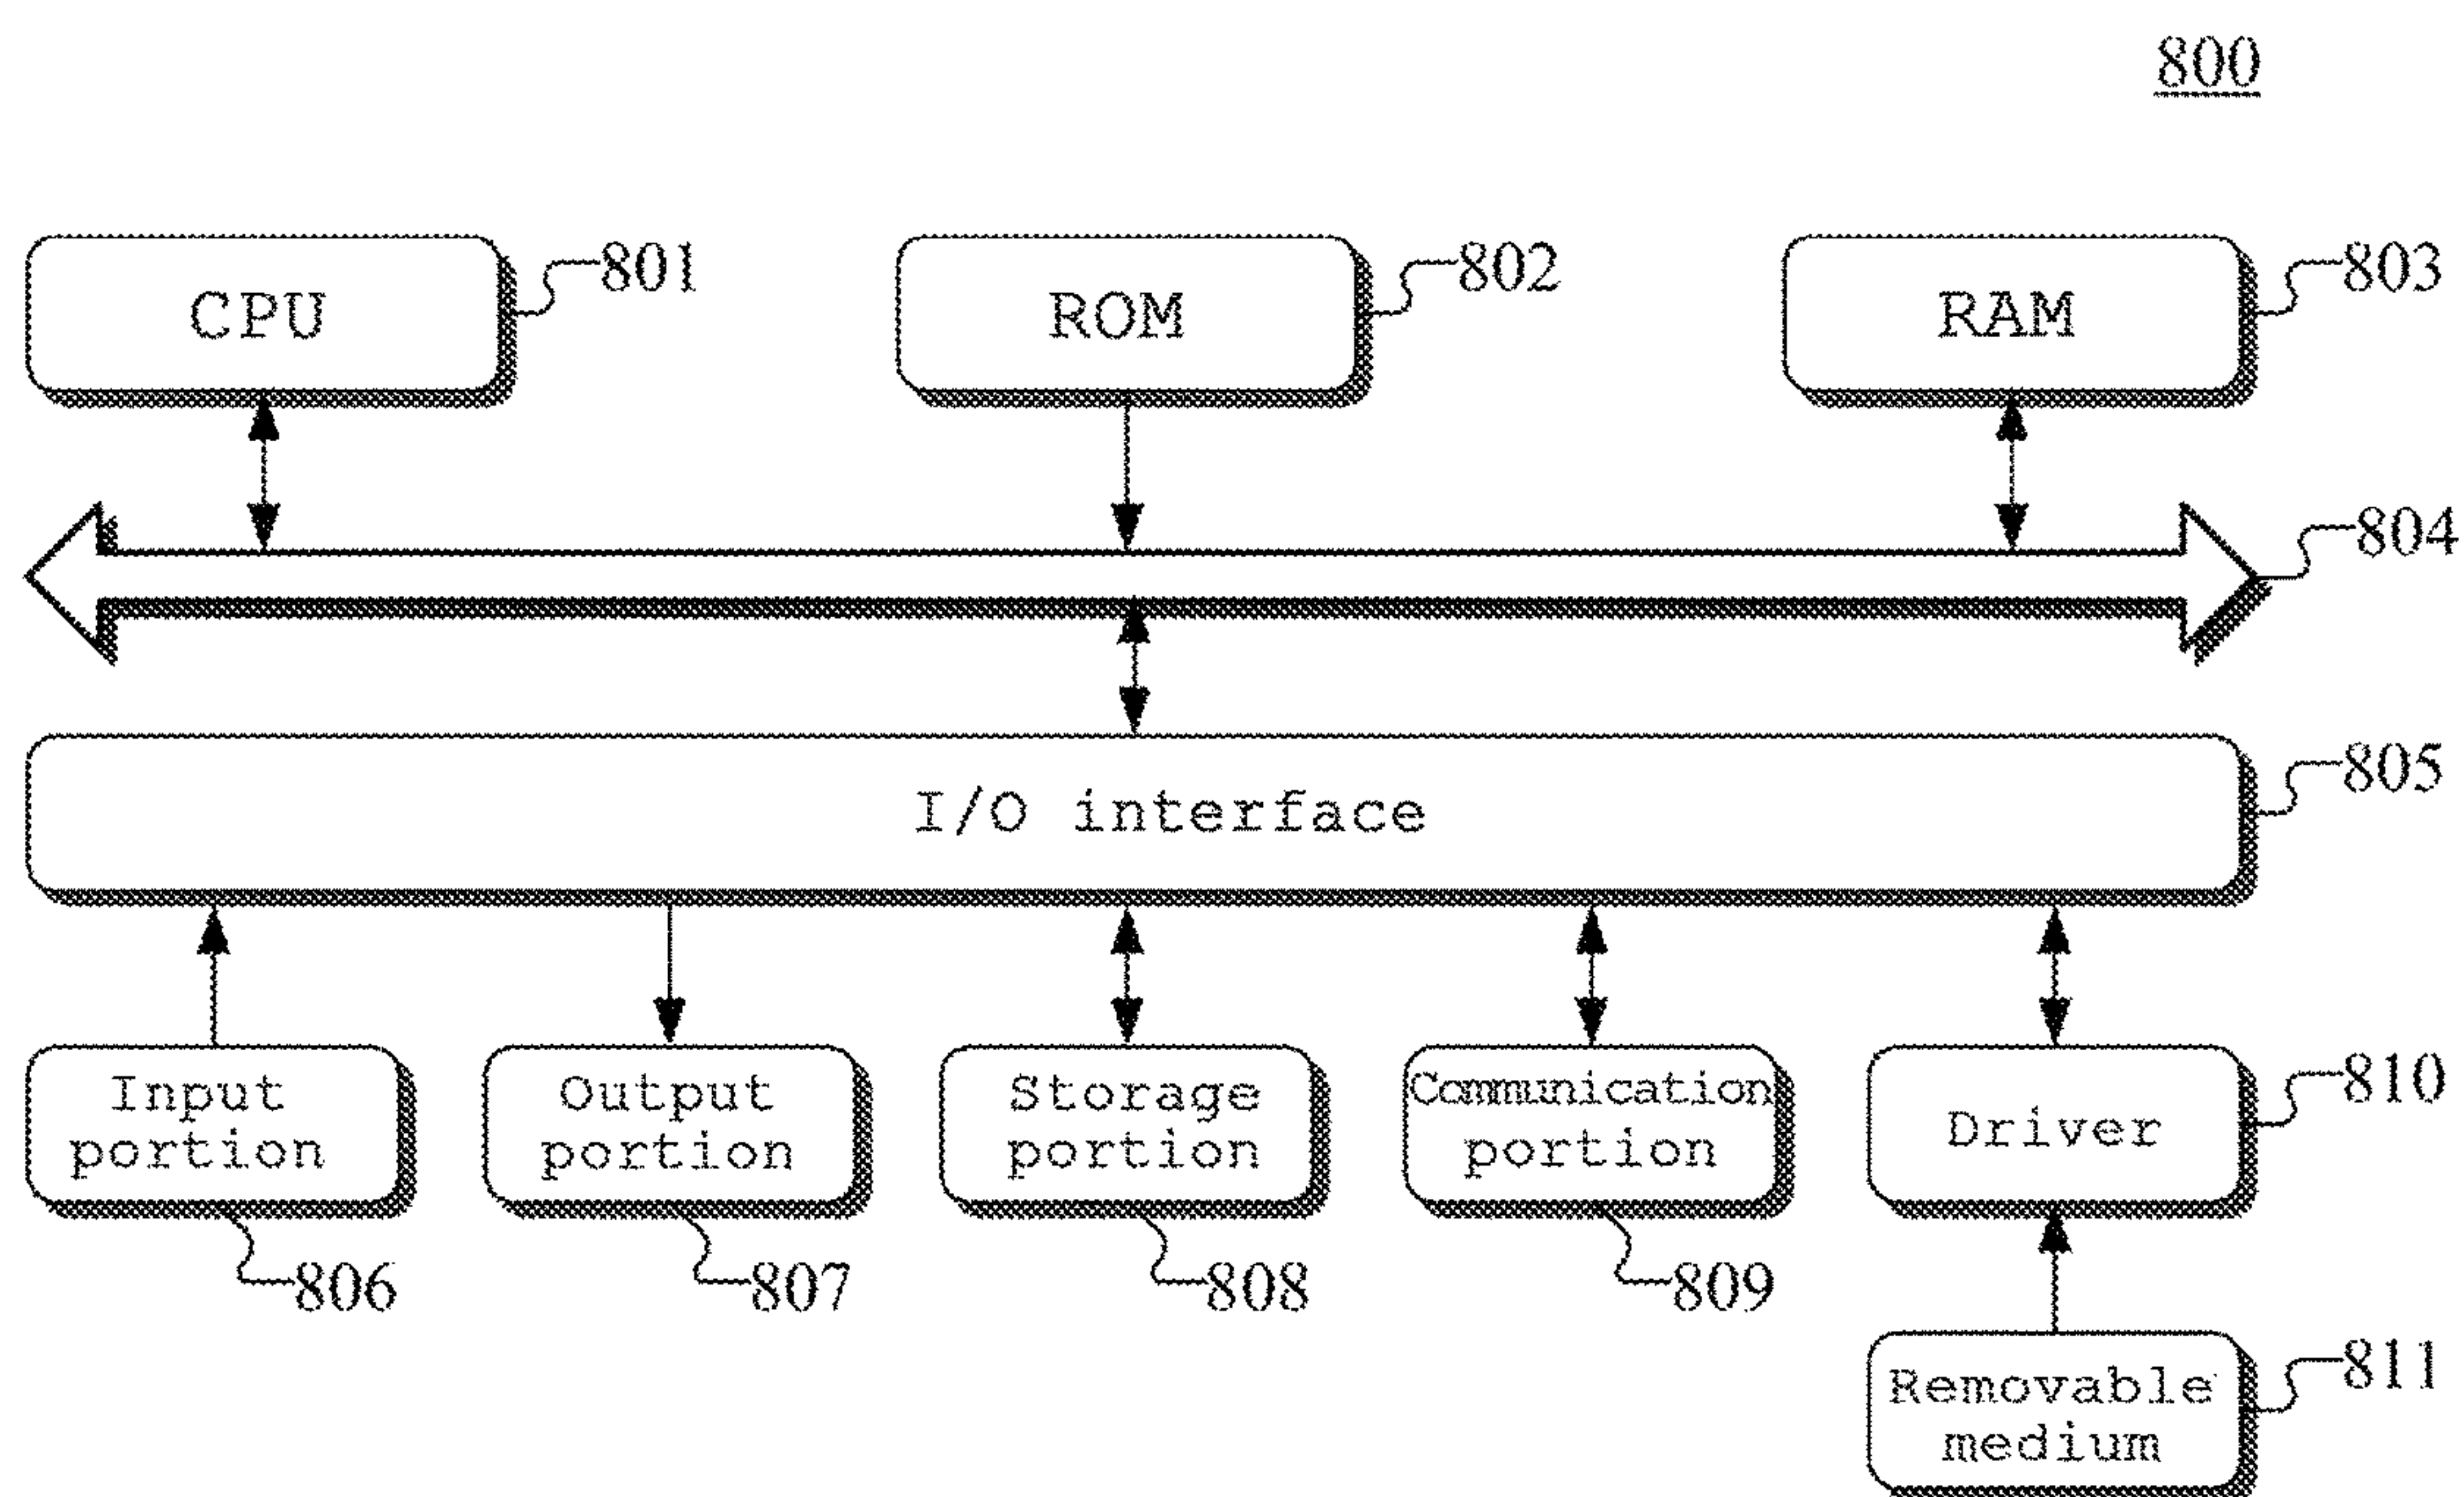 800
CPU
801
ROM
802
RAM
803
804
I/O interface
805
Input
portion
806
Output
portion
807
Storage
portion
808
Communication
portion
809
Driver
810
Removable
medium
811